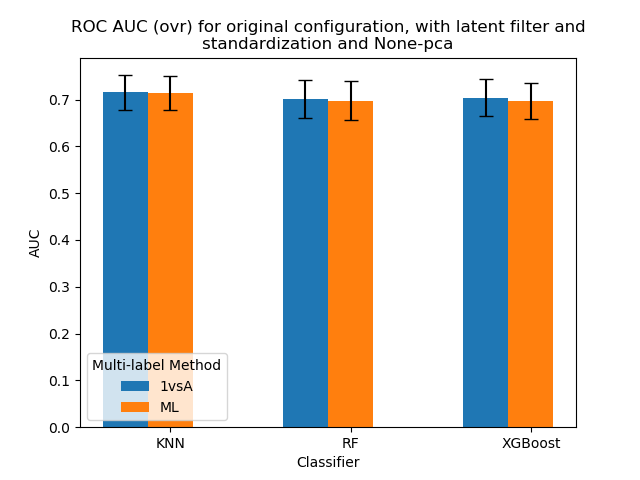 ROC AUC (ovr) for original configuration, with latent filter and
standardization and None-pca
AUC
0.7
0.6
0.5
0.4
0.3
0.2
0.1
0.0
Multi-label Method
1vsA
ML
KNN
RF
XGBoost
Classifier